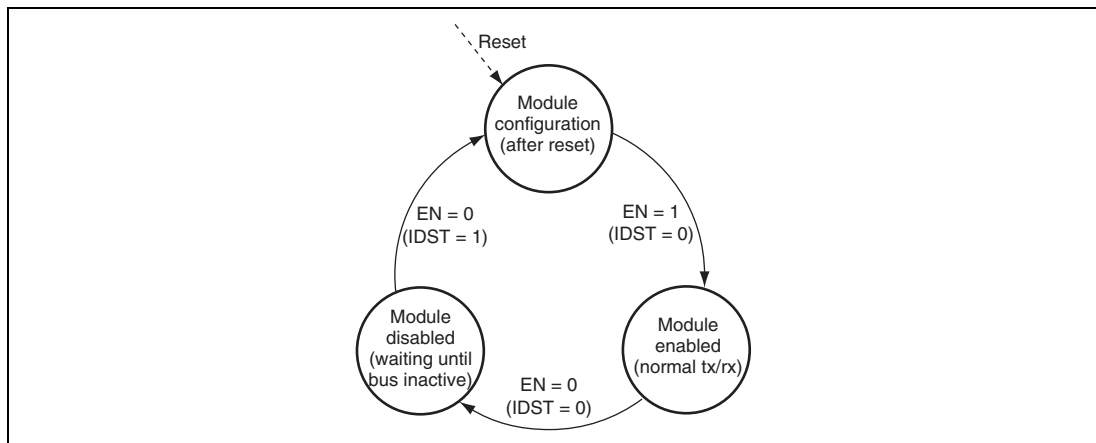 Reset
Module
configuration
(after reset)
EN = 0
(IDST = 1)
EN = 1
(IDST = 0)
Module
disabled
(waiting until
bus inactive)
Module
enabled
(normal tx/rx)
EN = 0
(IDST = 0)